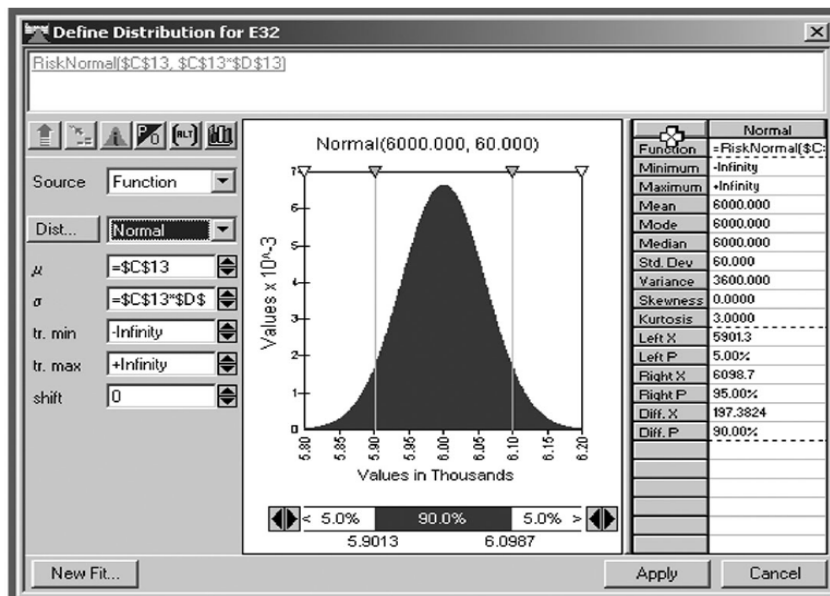 Define Distribution for E32
RiskNormal($C$13, $C$13*$D$13)
Source Function
Dist... Normal
μ =$C$13
σ =$C$13*$D$
tr. min -Infinity
tr. max +Infinity
shift 0
Normal(6000.000, 60.000)
Values x 10^-3
7
6
5
4
3
2
1
0
5.80 5.85 5.90 5.95 6.00 6.05 6.10 6.15 6.20
Values in Thousands
< 5.0% 90.0% 5.0% >
5.9013 6.0987
Normal
Function =RiskNormal($C:
Minimum -Infinity
Maximum +Infinity
Mean 6000.000
Mode 6000.000
Median 6000.000
Std. Dev 60.000
Variance 3600.000
Skewness 0.0000
Kurtosis 3.0000
Left X 5901.3
Left P 5.00%
Right X 6098.7
Right P 95.00%
Diff. X 197.3824
Diff. P 90.00%
New Fit... Apply Cancel